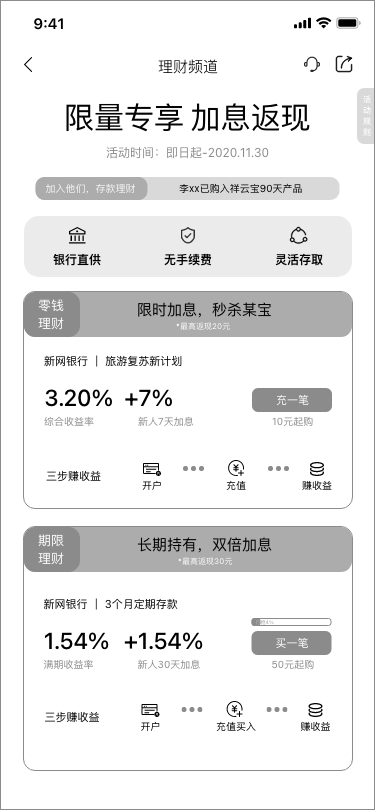 9:41
理财频道
限量专享 加息返现
活动规则
活动时间：即日起-2020.11.30
加入他们，存款理财
李xx已购入祥云宝90天产品
银行直供
无手续费
灵活存取
零钱
理财
限时加息，秒杀某宝
*最高返现20元
新网银行 | 旅游复苏新计划
3.20% +7%
充一笔
综合收益率
新人7天加息
10元起购
三步赚收益
开户
充值
赚收益
期限
理财
长期持有，双倍加息
*最高返现30元
新网银行 | 3个月定期存款
1.54% +1.54%
买一笔
满期收益率
新人30天加息
50元起购
三步赚收益
开户
充值买入
赚收益